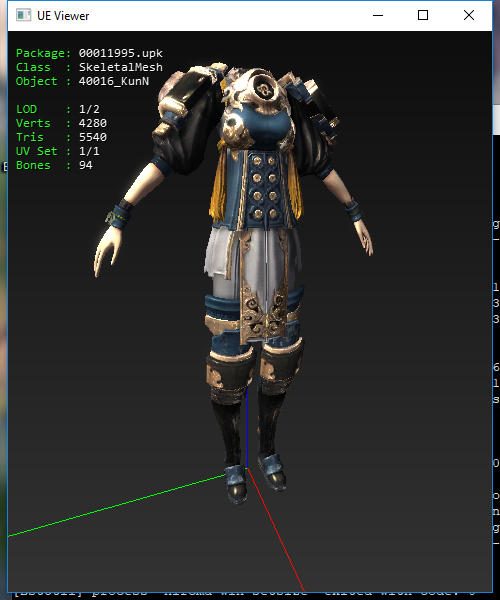 UE Viewer
Package: 00011995.upk
Class : SkeletalMesh
Object : 40016_KunN
LOD : 1/2
Verts : 4280
Tris : 5540
UV Set : 1/1
Bones : 94